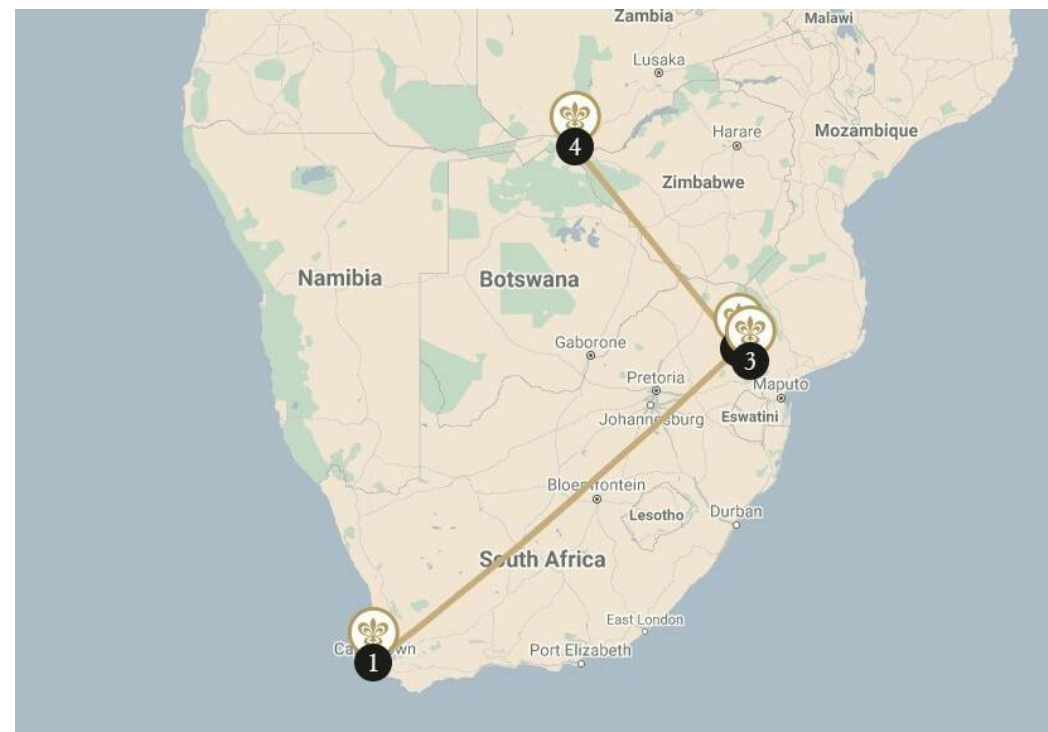 Zambia
Malawi
Lusaka
4
Harare
Mozambique
Zimbabwe
Namibia
Botswana
Gaborone
3
Pretoria
Maputo
Johannesburg
Eswatini
Bloemfontein
Lesotho
Durban
South Africa
East London
1
Port Elizabeth